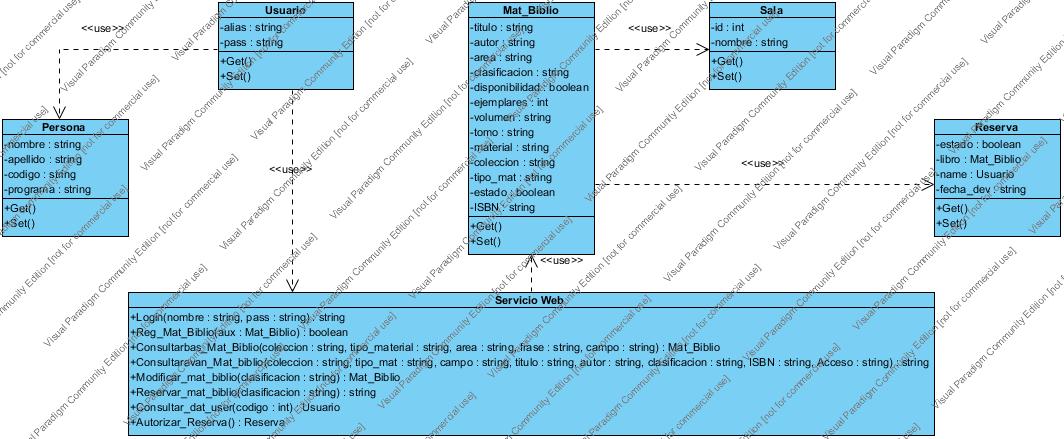 Usuario
-alias : string
-pass : string
+Get()
+Set()
<<use>>
Mat_Biblio
-titulo : string
-autor : string
-area : string
-clasificacion : string
-disponibilidad : boolean
-ejemplares : int
-volumen : string
-tomo : string
-material : string
-coleccion : string
-tipo_mat : string
-estado : boolean
-ISBN : string
+Get()
+Set()
<<use>>
Sala
-id : int
-nombre : string
+Get()
+Set()
Persona
-nombre : string
-apellido : string
-codigo : string
-programa : string
+Get()
+Set()
<<use>>
<<use>>
Reserva
-estado : boolean
-libro : Mat_Biblio
-name : Usuario
-fecha_dev : string
+Get()
+Set()
<<use>>
Servicio Web
+Login(nombre : string, pass : string) : string
+Reg_Mat_Biblio(aux : Mat_Biblio) : boolean
+Consultarbas_Mat_Biblio(coleccion : string, tipo_material : string, area : string, frase : string, campo : string) : Mat_Biblio
+Consultaravan_Mat_biblio(coleccion : string, tipo_mat : string, campo : string, titulo : string, autor : string, clasificacion : string, ISBN : string, Acceso : string) : string
+Modificar_mat_biblio(clasificacion : string) : Mat_Biblio
+Reservar_mat_biblio(clasificacion : string) : string
+Consultar_dat_user(codigo : int) : Usuario
+Autorizar_Reserva() : Reserva
Visual Paradigm Community Edition [not for commercial use]